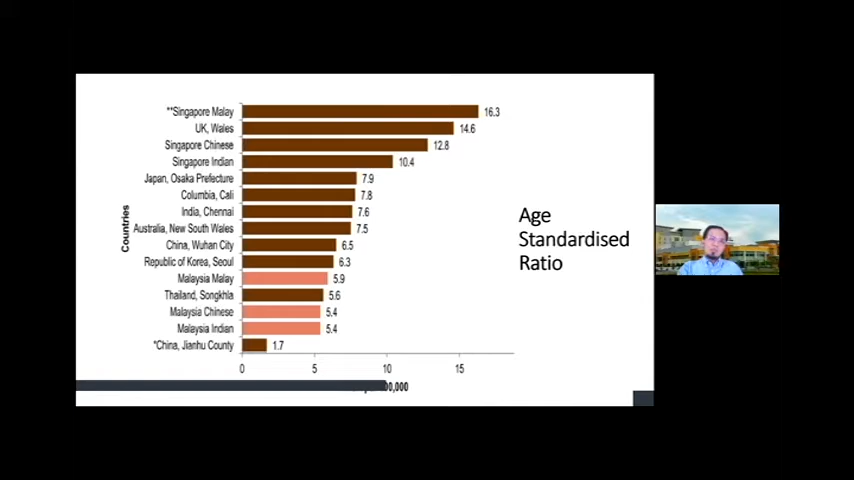 **Singapore Malay 16.3
UK, Wales 14.6
Singapore Chinese 12.8
Singapore Indian 10.4
Japan, Osaka Prefecture 7.9
Columbia, Cali 7.8
India, Chennai 7.6
Australia, New South Wales 7.5
China, Wuhan City 6.5
Republic of Korea, Seoul 6.3
Malaysia Malay 5.9
Thailand, Songkhla 5.6
Malaysia Chinese 5.4
Malaysia Indian 5.4
*China, Jianhu County 1.7
0 5 10 15
Countries
Age
Standardised
Ratio